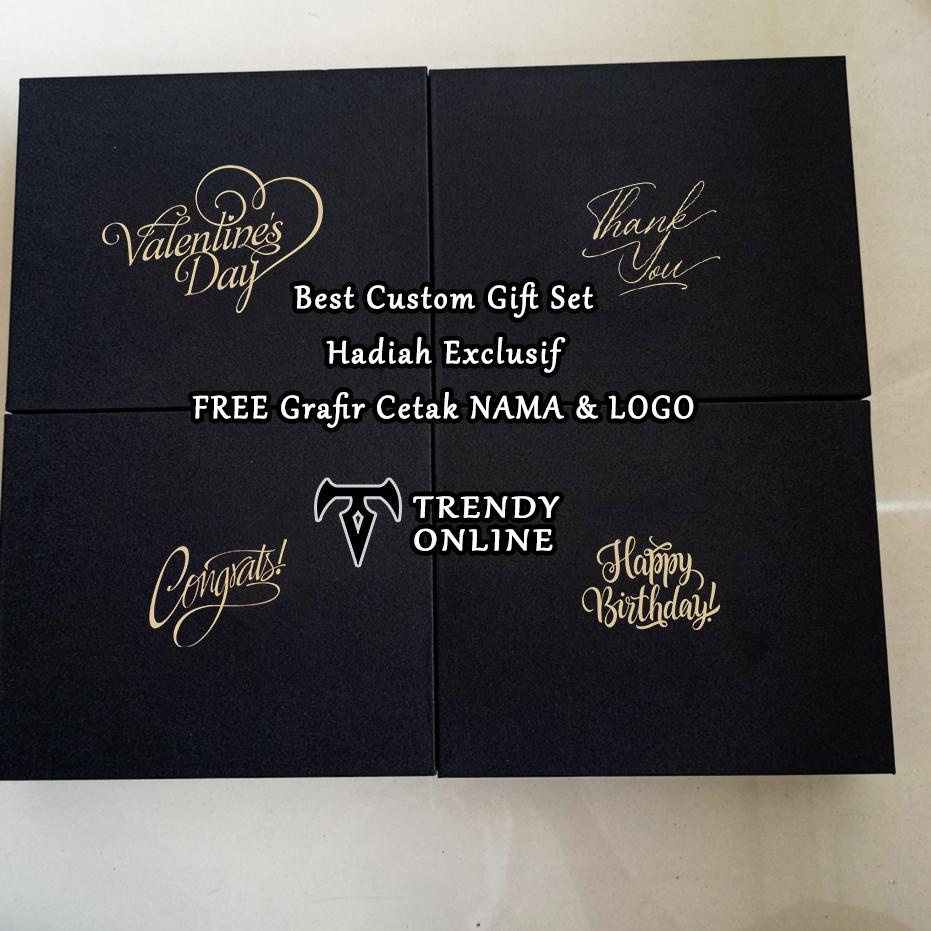 Valentine's
Day
Thank
You
Best Custom Gift Set
Hadiah Exclusif
FREE Grafir Cetak NAMA & LOGO
TRENDY
ONLINE
Congrats!
Happy
Birthday!